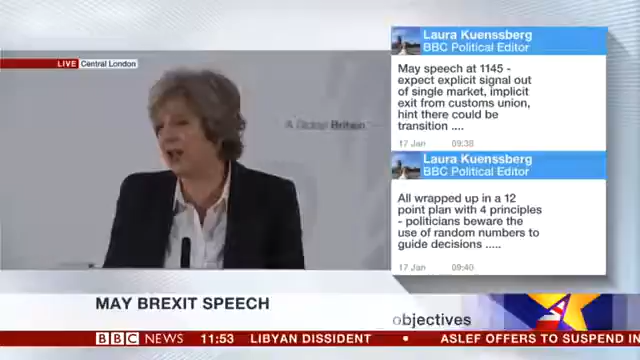 LIVE Central London
A Global Britain
Laura Kuenssberg
BBC Political Editor
May speech at 1145 -
expect explicit signal out
of single market, implicit
exit from customs union,
hint there could be
transition ....
17 Jan 09:38
Laura Kuenssberg
BBC Political Editor
All wrapped up in a 12
point plan with 4 principles
- politicians beware the
use of random numbers to
guide decisions .....
17 Jan 09:40
MAY BREXIT SPEECH
objectives
BBC NEWS 11:53 LIBYAN DISSIDENT ASLEF OFFERS TO SUSPEND IN